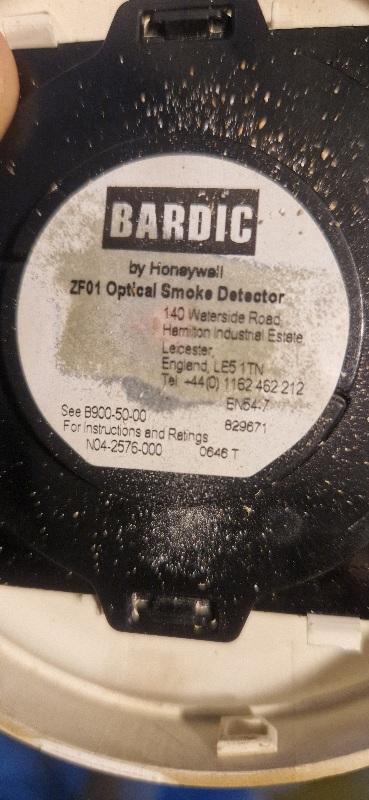 BARDIC
by Honeywell
ZF01 Optical Smoke Detector
140 Waterside Road
Hamilton Industrial Estate
Leicester,
England, LE5 1TN
Tel +44(0) 1162 462 212
EN54-7
See B900-50-00
829671
For Instructions and Ratings
N04-2576-000 0646 T